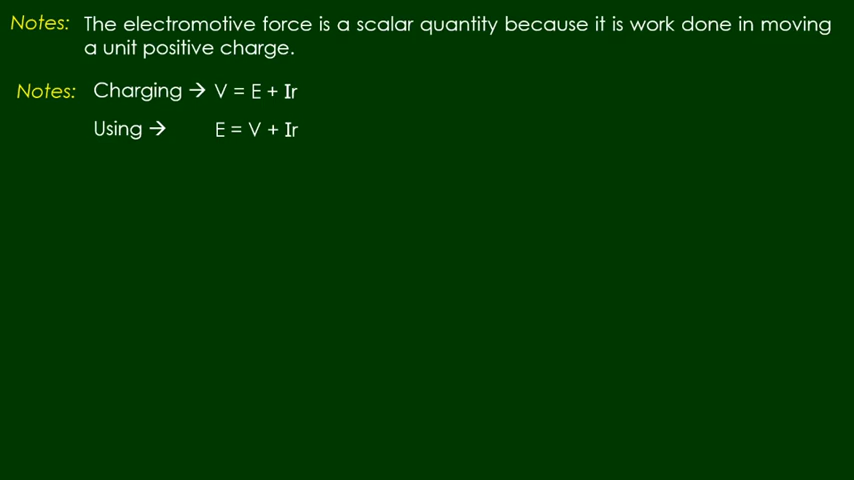 Notes: The electromotive force is a scalar quantity because it is work done in moving
a unit positive charge.
Notes: Charging → V = E + Ir
Using → E = V + Ir